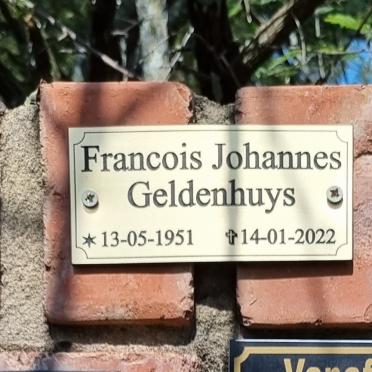 Francois Johannes
Geldenhuys
✶ 13-05-1951 ✞ 14-01-2022